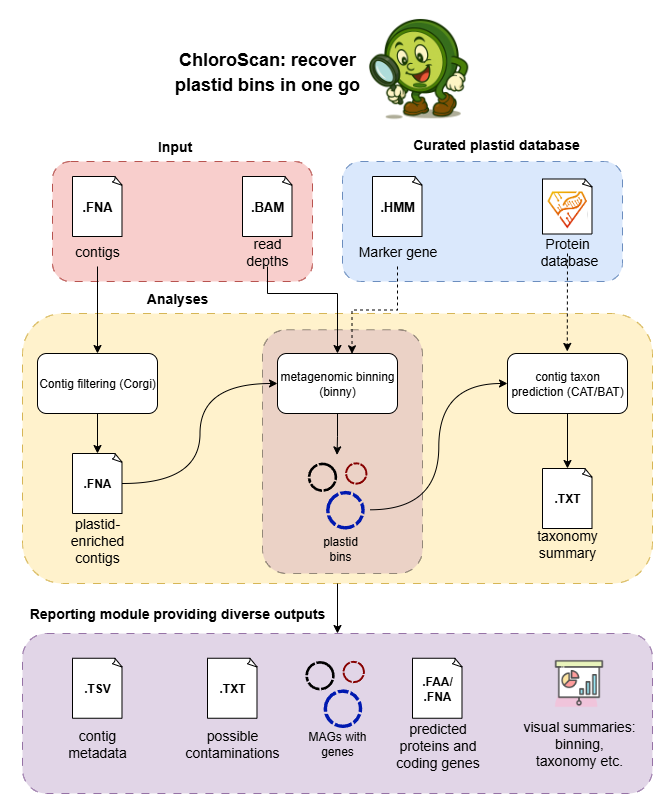 ChloroScan: recover
plastid bins in one go
Input
Curated plastid database
.FNA
contigs
.BAM
read
depths
.HMM
Marker gene
Protein
database
Analyses
Contig filtering (Corgi)
metagenomic binning
(binny)
contig taxon
prediction (CAT/BAT)
.FNA
plastid-
enriched
contigs
plastid
bins
.TXT
taxonomy
summary
Reporting module providing diverse outputs
.TSV
contig
metadata
.TXT
possible
contaminations
MAGs with
genes
.FAA/
.FNA
predicted
proteins and
coding genes
visual summaries:
binning,
taxonomy etc.